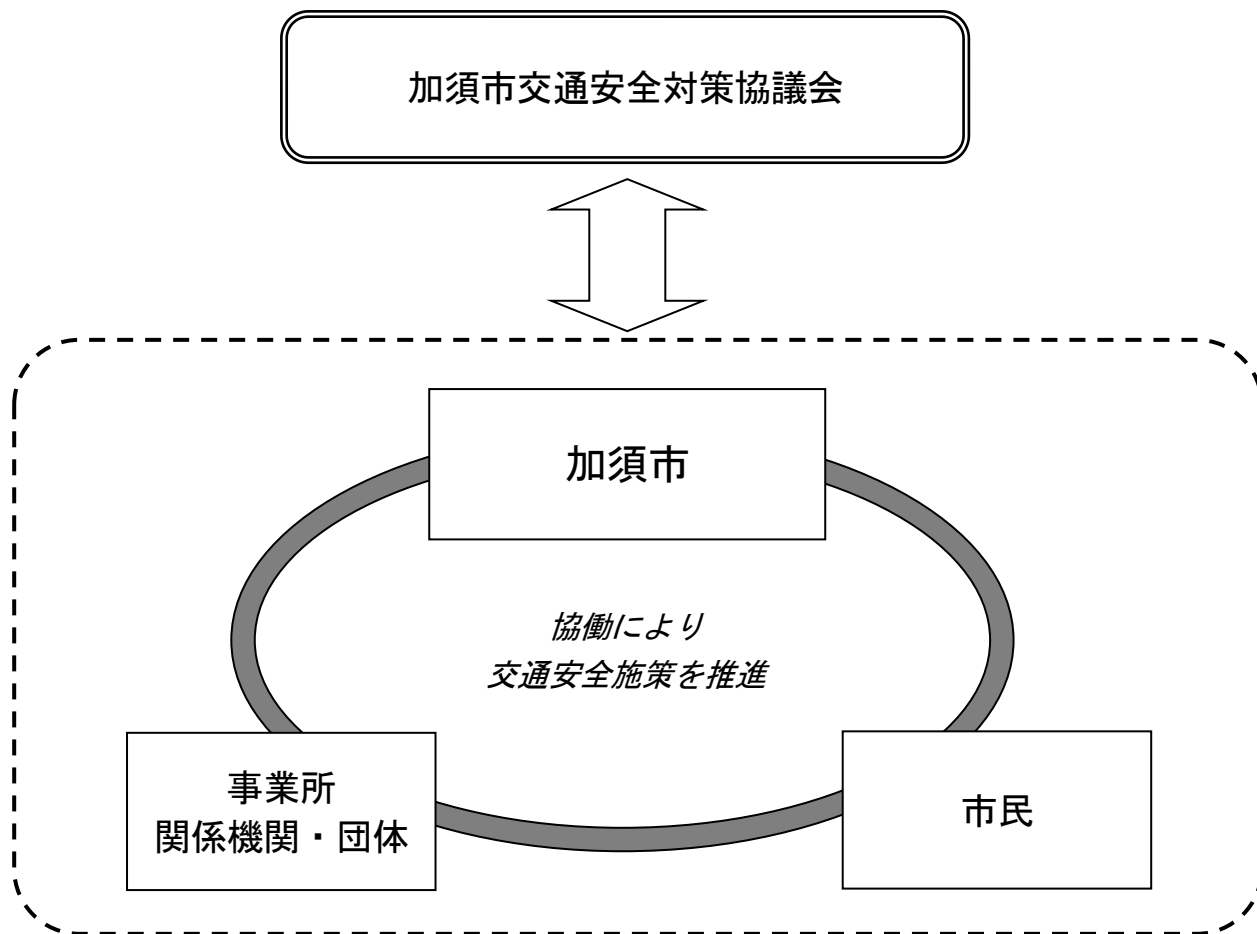 加須市交通安全対策協議会
加須市
協働により
交通安全施策を推進
事業所
関係機関・団体
市民